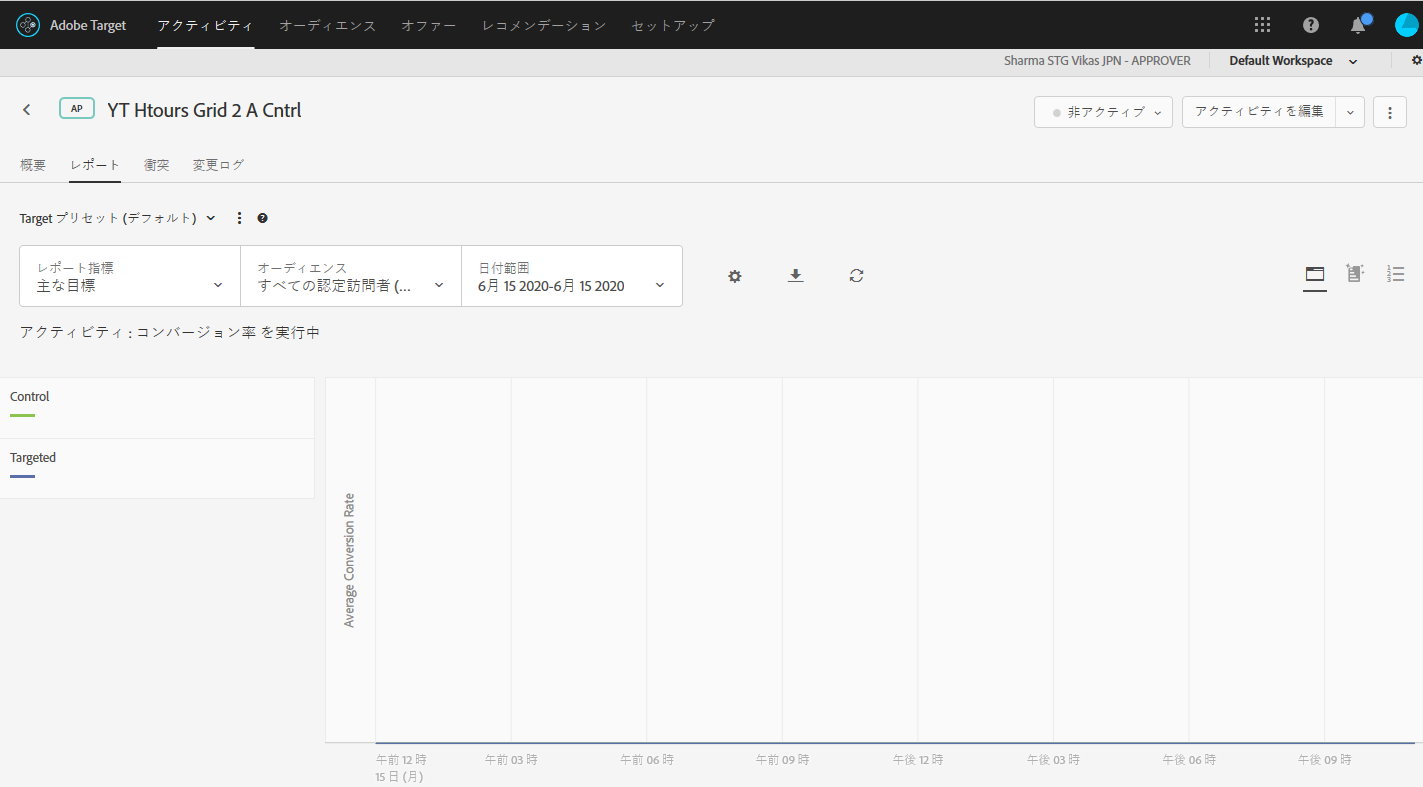 Adobe Target アクティビティ オーディエンス オファー レコメンデーション セットアップ
Sharma STG Vikas JPN - APPROVER Default Workspace
AP YT Htours Grid 2 A Cntrl 非アクティブ アクティビティを編集
概要 レポート 衝突 変更ログ
Target プリセット (デフォルト)
レポート指標 オーディエンス 日付範囲
主な目標 すべての認定訪問者 (... 6月 15 2020-6月 15 2020
アクティビティ : コンバージョン率 を実行中
Control
Targeted
Average Conversion Rate
午前 12 時 午前 03 時 午前 06 時 午前 09 時 午後 12 時 午後 03 時 午後 06 時 午後 09 時
15 日 (月)